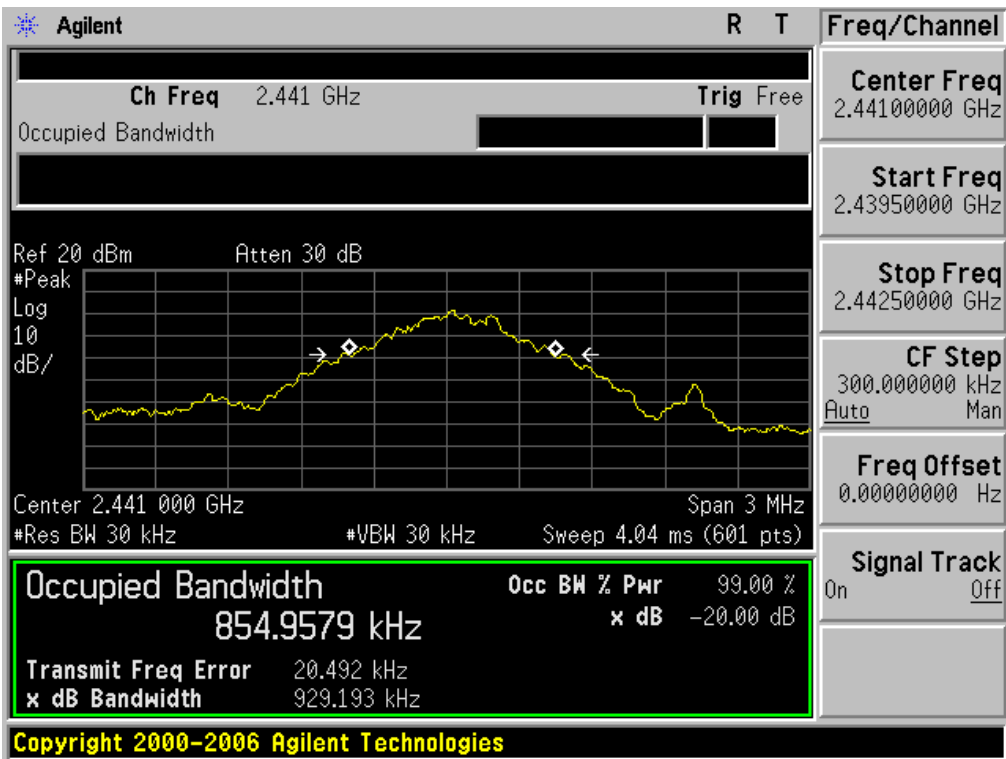 Agilent R T
Ch Freq 2.441 GHz Trig Free
Occupied Bandwidth
Ref 20 dBm Atten 30 dB
#Peak
Log
10
dB/
Center 2.441 000 GHz Span 3 MHz
#Res BW 30 kHz #VBW 30 kHz Sweep 4.04 ms (601 pts)
Occupied Bandwidth Occ BW % Pwr 99.00 %
854.9579 kHz x dB -20.00 dB
Transmit Freq Error 20.492 kHz
x dB Bandwidth 929.193 kHz
Copyright 2000-2006 Agilent Technologies
Freq/Channel
Center Freq
2.44100000 GHz
Start Freq
2.43950000 GHz
Stop Freq
2.44250000 GHz
CF Step
300.000000 kHz
Auto Man
Freq Offset
0.00000000 Hz
Signal Track
On Off